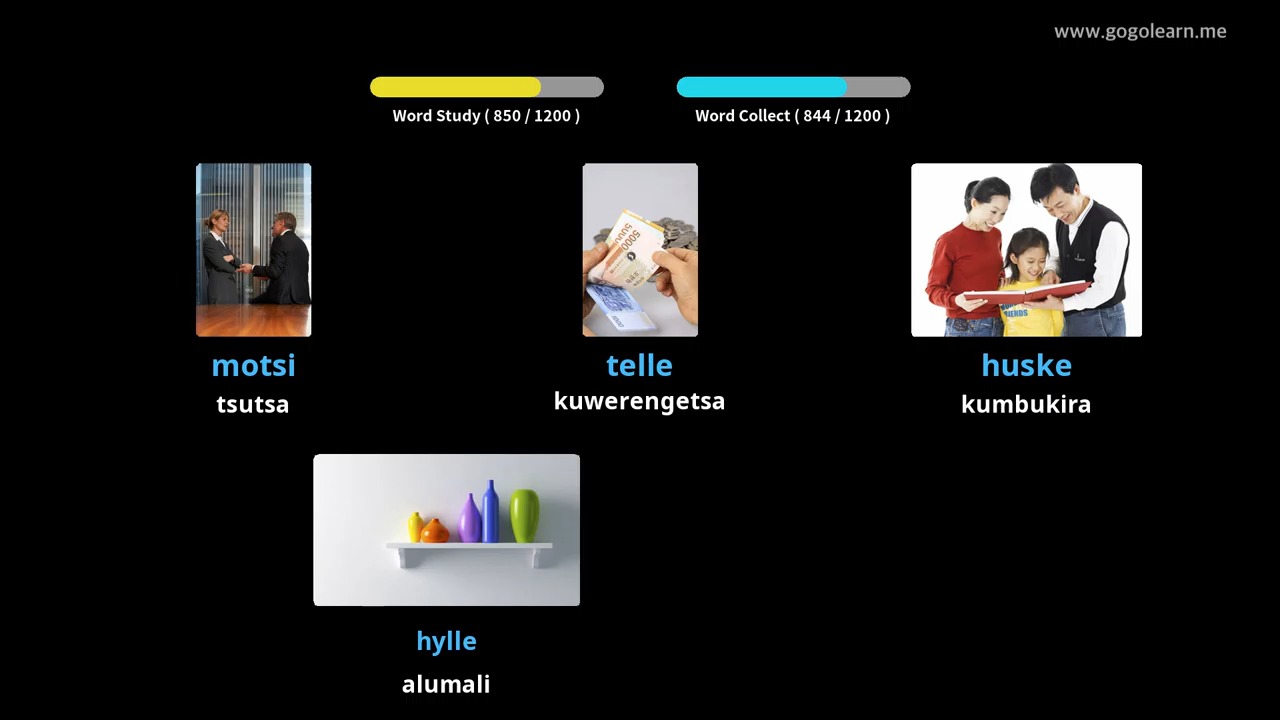 www.gogolearn.me
Word Study ( 850 / 1200 )
Word Collect ( 844 / 1200 )
motsi
tsutsa
telle
kuwerengetsa
huske
kumbukira
hylle
alumali